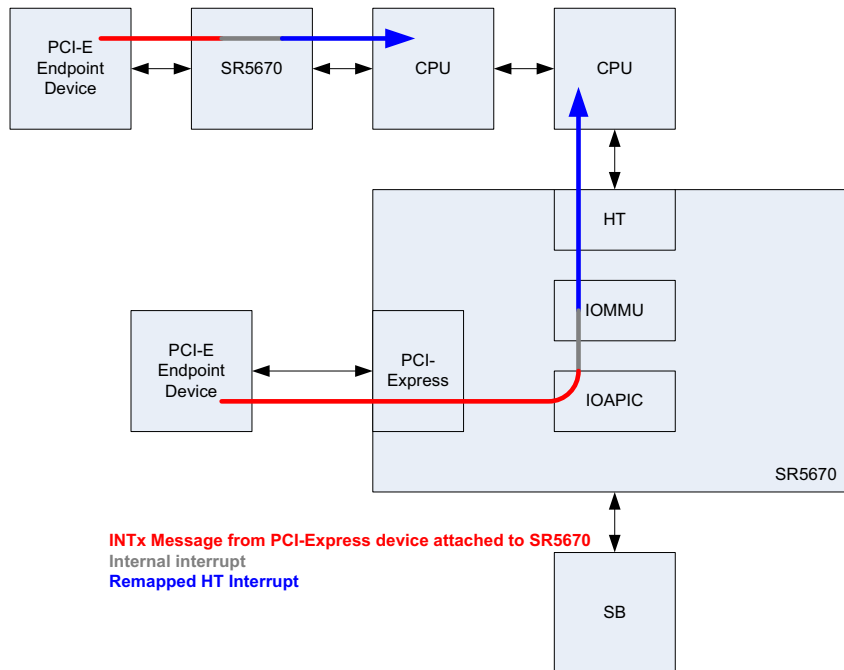 PCI-E
Endpoint
Device
SR5670
CPU
CPU
HT
IOMMU
PCI-E
Endpoint
Device
PCI-
Express
IOAPIC
SR5670
INTx Message from PCI-Express device attached to SR5670
Internal interrupt
Remapped HT Interrupt
SB